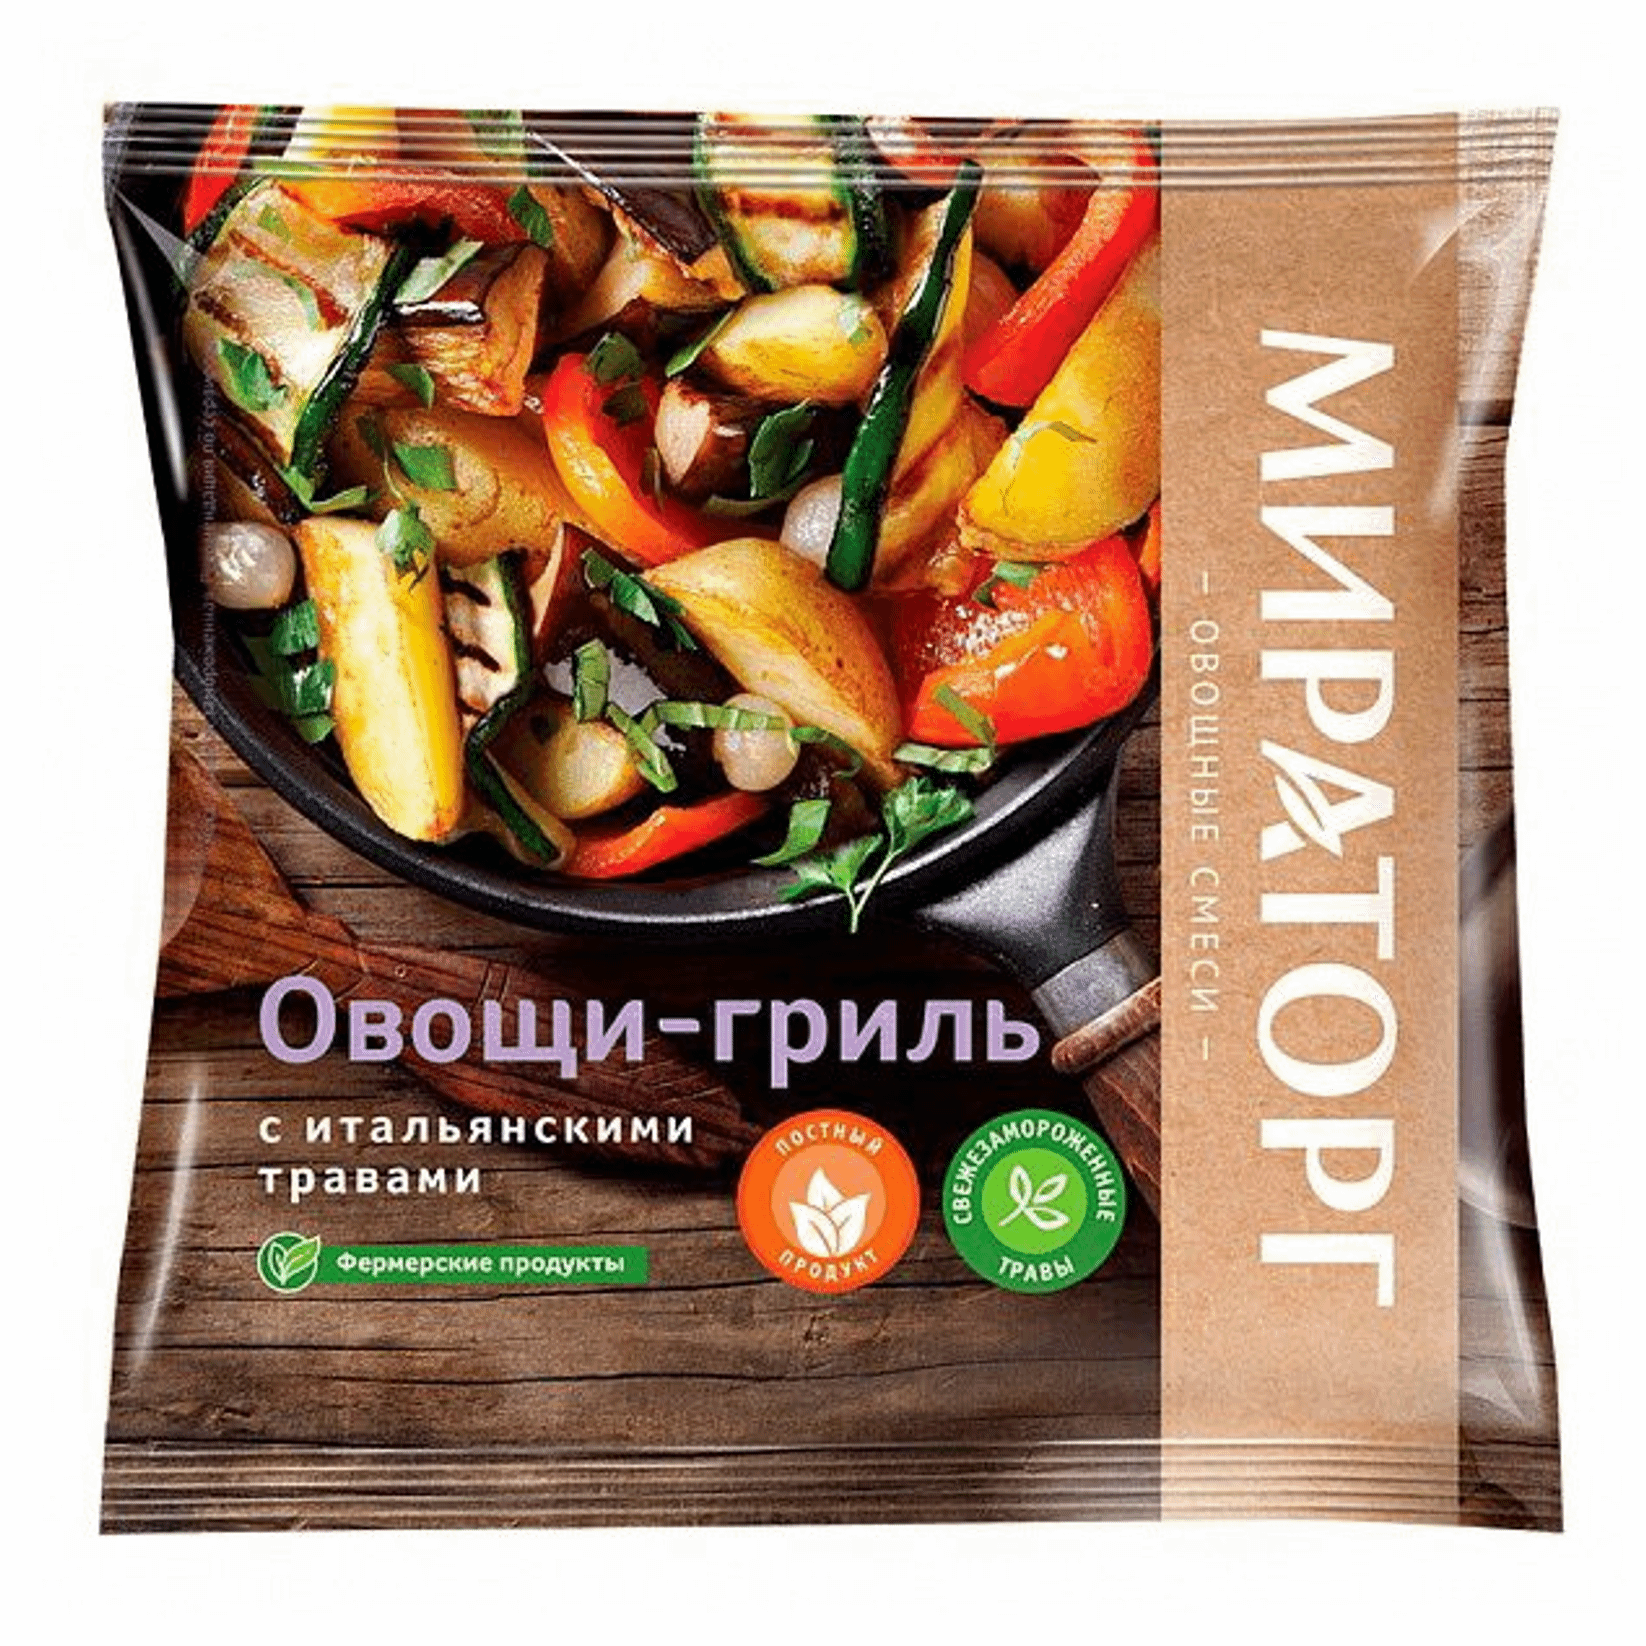 Овощи-гриль
с итальянскими
травами
Фермерские продукты
ПОСТНЫЙ
ПРОДУКТ
СВЕЖЕЗАМОРОЖЕННЫЕ
ТРАВЫ
МИРАТОРГ
– ОВОЩНЫЕ СМЕСИ –